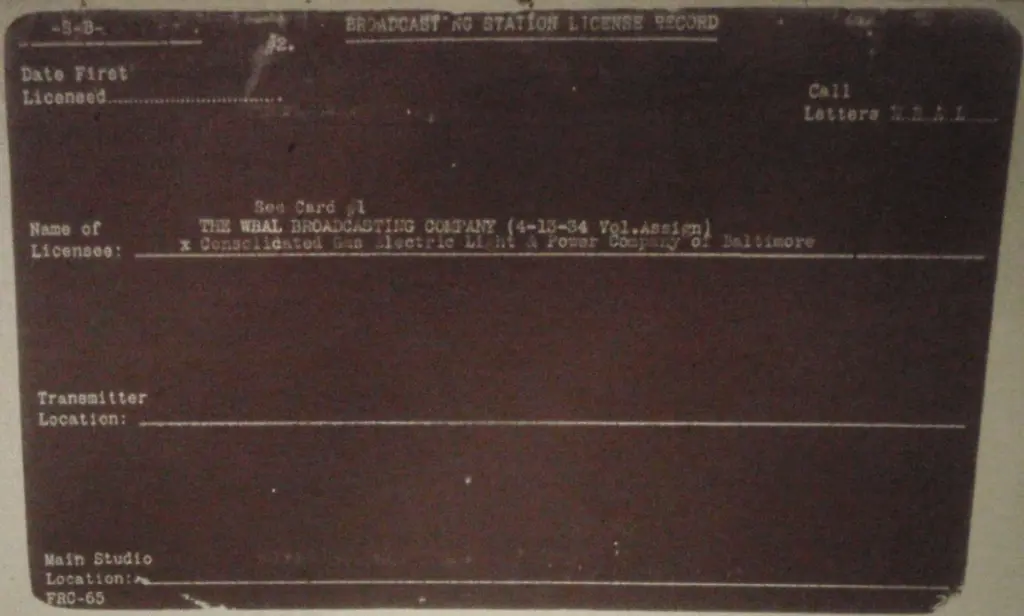 -S-B-
#2.
BROADCASTING STATION LICENSE RECORD
Date First
Licensed
Call
Letters W B A L
See Card #1
Name of THE WBAL BROADCASTING COMPANY (4-13-34 Vol.Assign)
Licensee: x Consolidated Gas Electric Light & Power Company of Baltimore
Transmitter
Location:
Main Studio
Location:
FRC-65